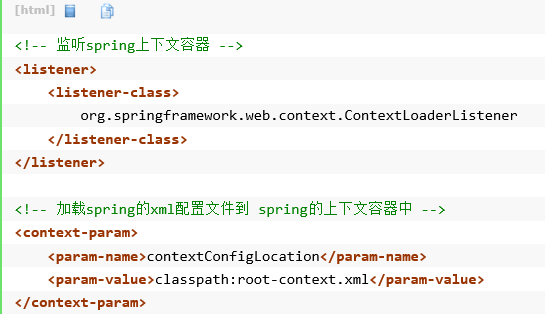 [html]
<!-- 监听spring上下文容器 -->
<listener>
<listener-class>
org.springframework.web.context.ContextLoaderListener
</listener-class>
</listener>
<!-- 加载spring的xml配置文件到 spring的上下文容器中 -->
<context-param>
<param-name>contextConfigLocation</param-name>
<param-value>classpath:root-context.xml</param-value>
</context-param>